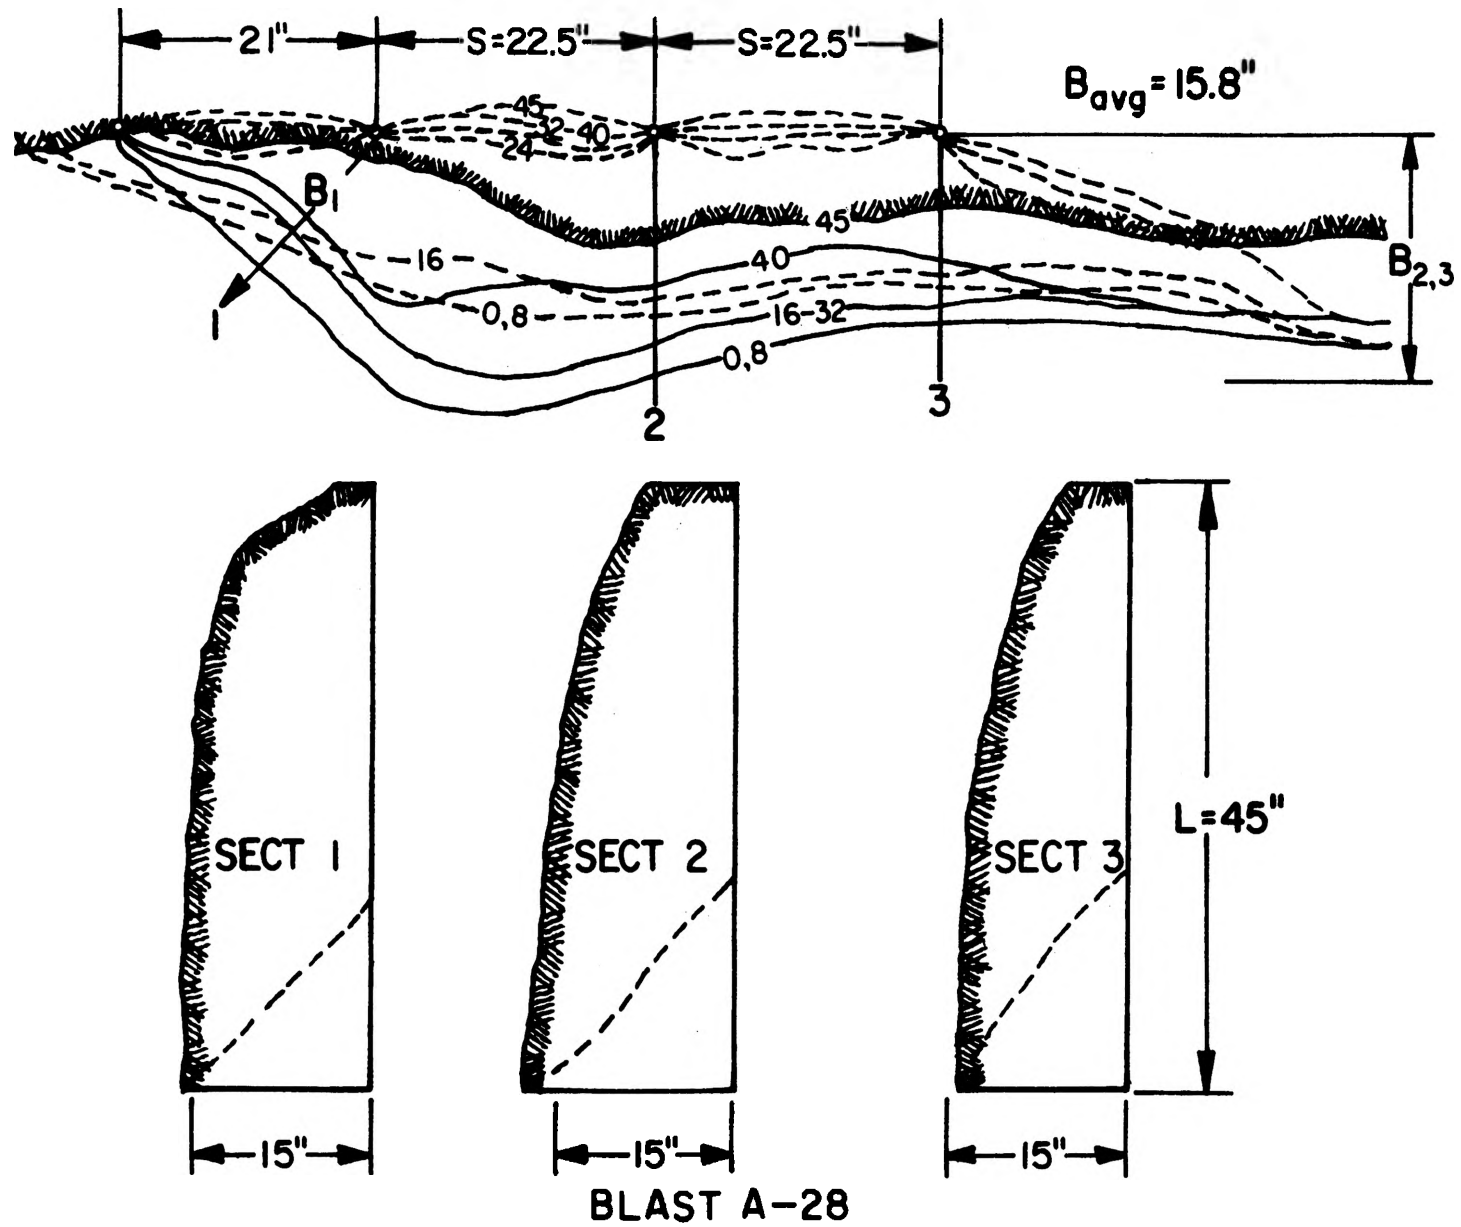 21" S=22.5" S=22.5"
Bavg=15.8"
45
32-40
24
B1
16
45
40
B2,3
0,8
16-32
1
0,8
3
2
SECT 1 SECT 2 SECT 3
L=45"
15" 15" 15"
BLAST A-28